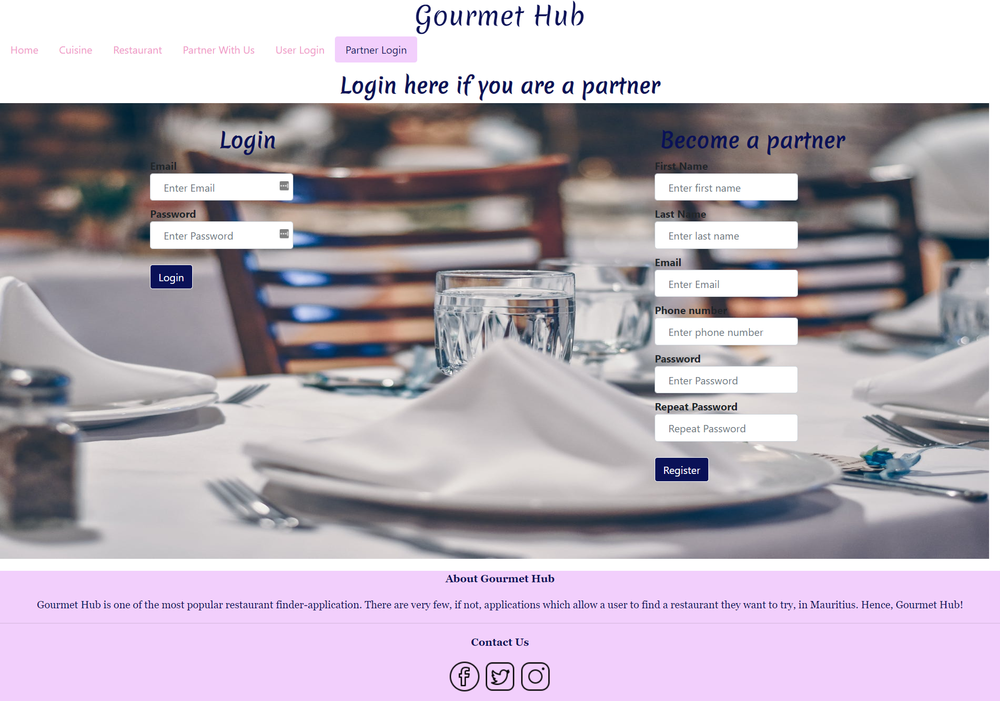 Gourmet Hub
Home Cuisine Restaurant Partner With Us User Login Partner Login
Login here if you are a partner
Login
Email
Enter Email
Password
Enter Password
Login
Become a partner
First Name
Enter first name
Last Name
Enter last name
Email
Enter Email
Phone number
Enter phone number
Password
Enter Password
Repeat Password
Repeat Password
Register
About Gourmet Hub
Gourmet Hub is one of the most popular restaurant finder-application. There are very few, if not, applications which allow a user to find a restaurant they want to try, in Mauritius. Hence, Gourmet Hub!
Contact Us